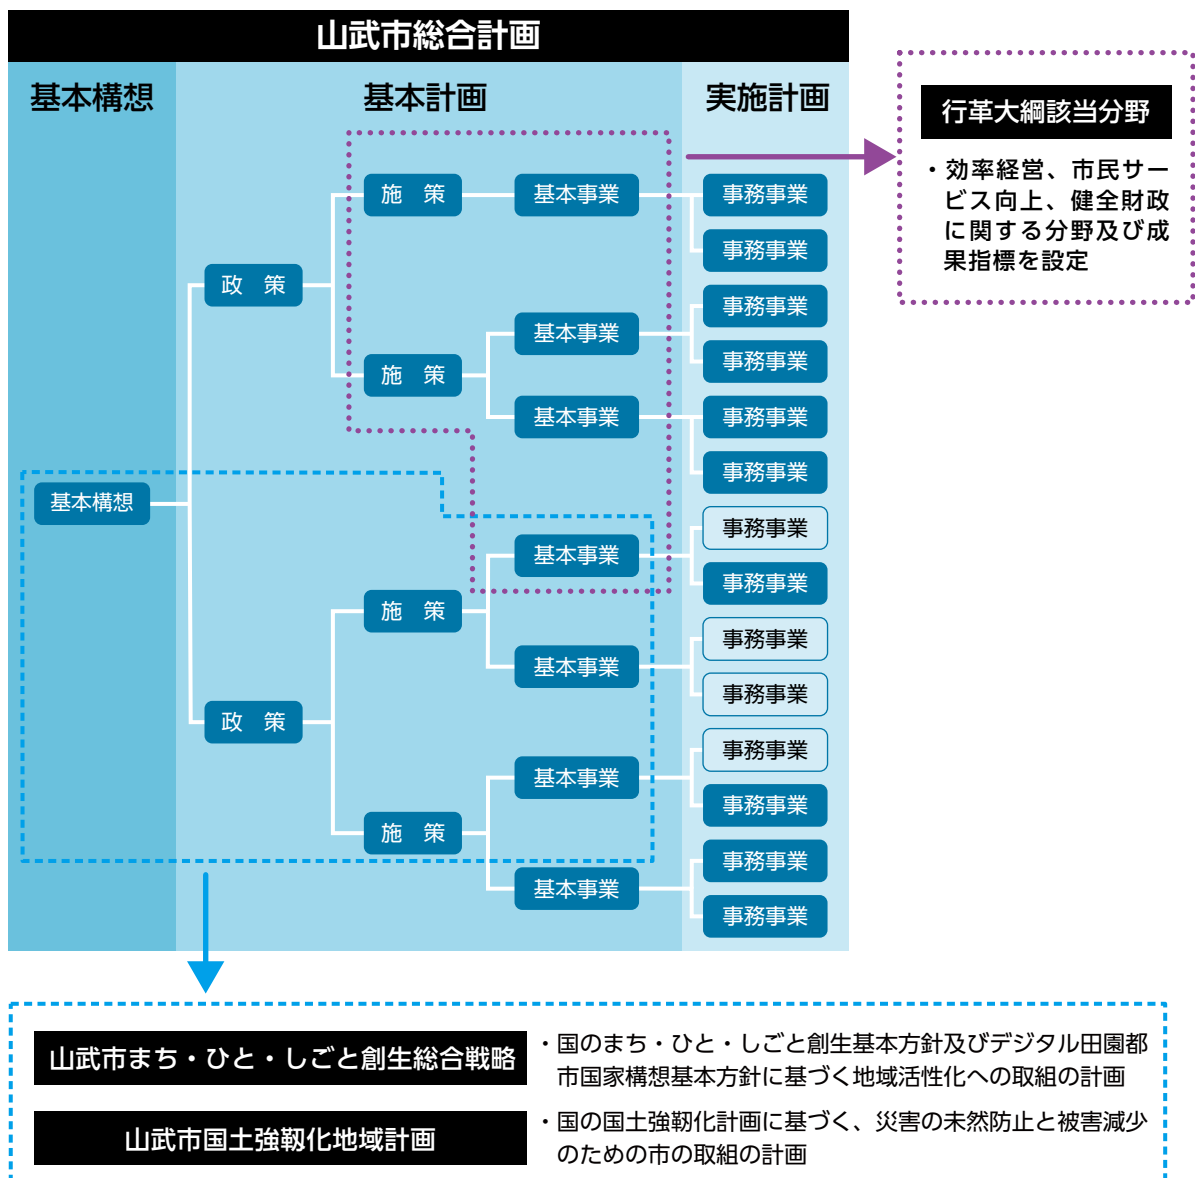 山武市総合計画
基本構想
基本計画
実施計画
行革大綱該当分野
・効率経営、市民サー
ビス向上、健全財政
に関する分野及び成
果指標を設定
基本構想
政　策
施　策
基本事業
事務事業
事務事業
施　策
基本事業
事務事業
事務事業
基本事業
事務事業
事務事業
政　策
施　策
基本事業
事務事業
事務事業
基本事業
事務事業
事務事業
施　策
基本事業
事務事業
事務事業
基本事業
事務事業
事務事業
山武市まち・ひと・しごと創生総合戦略
・国のまち・ひと・しごと創生基本方針及びデジタル田園都
市国家構想基本方針に基づく地域活性化への取組の計画
山武市国土強靱化地域計画
・国の国土強靱化計画に基づく、災害の未然防止と被害減少
のための市の取組の計画